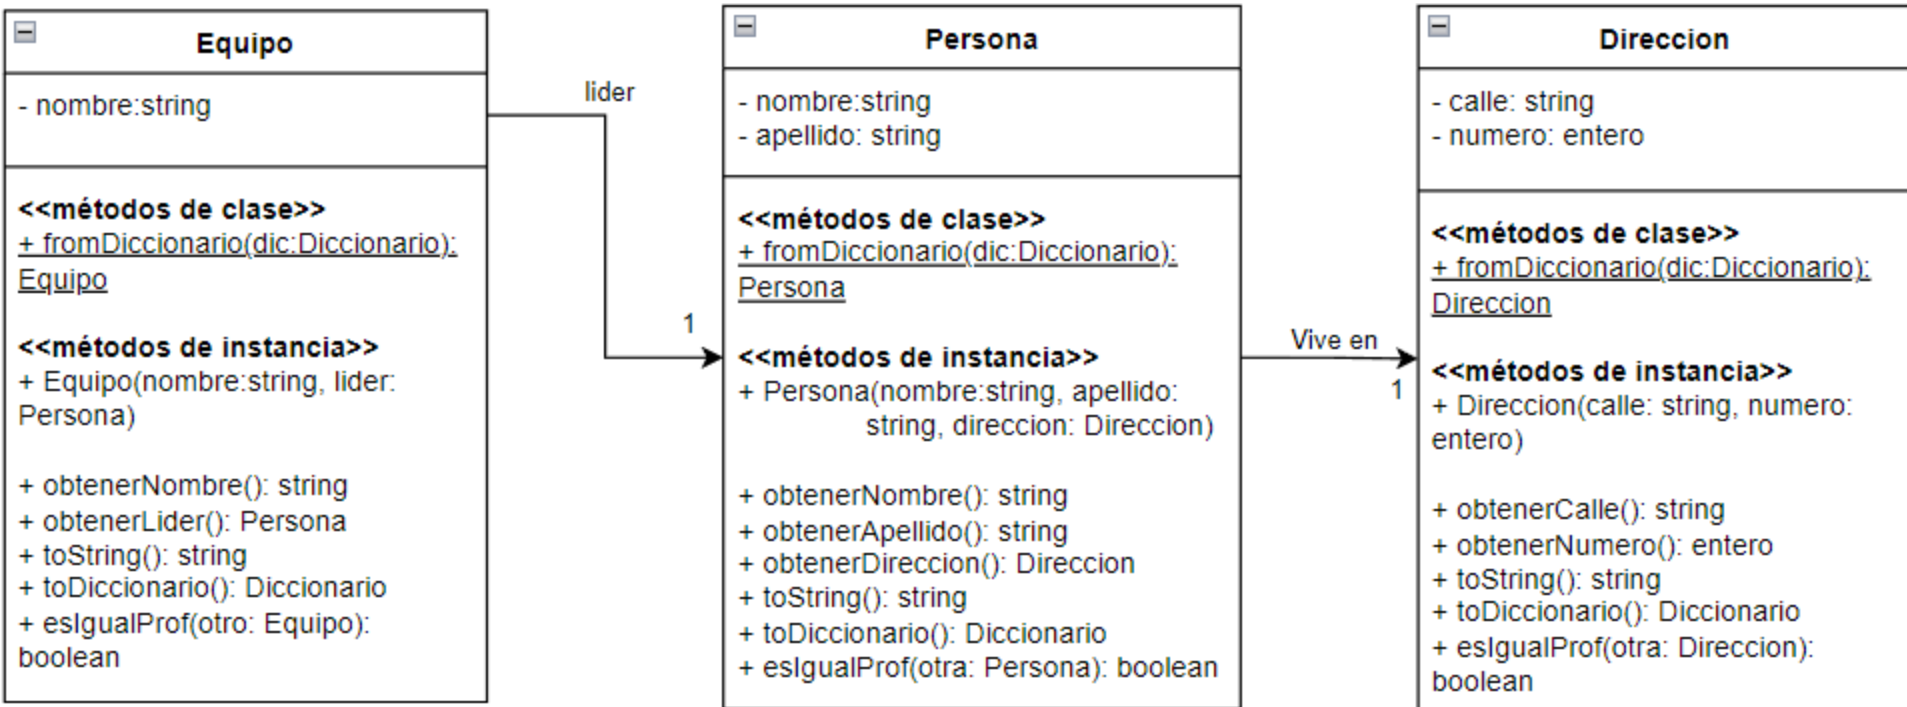 Equipo
- nombre:string
<<métodos de clase>>
+ fromDiccionario(dic:Diccionario):
Equipo
<<métodos de instancia>>
+ Equipo(nombre:string, lider:
Persona)
+ obtenerNombre(): string
+ obtenerLider(): Persona
+ toString(): string
+ toDiccionario(): Diccionario
+ esIgualProf(otro: Equipo):
boolean
lider
1
Persona
- nombre:string
- apellido: string
<<métodos de clase>>
+ fromDiccionario(dic:Diccionario):
Persona
<<métodos de instancia>>
+ Persona(nombre:string, apellido:
string, direccion: Direccion)
+ obtenerNombre(): string
+ obtenerApellido(): string
+ obtenerDireccion(): Direccion
+ toString(): string
+ toDiccionario(): Diccionario
+ esIgualProf(otra: Persona): boolean
Vive en
1
Direccion
- calle: string
- numero: entero
<<métodos de clase>>
+ fromDiccionario(dic:Diccionario):
Direccion
<<métodos de instancia>>
+ Direccion(calle: string, numero:
entero)
+ obtenerCalle(): string
+ obtenerNumero(): entero
+ toString(): string
+ toDiccionario(): Diccionario
+ esIgualProf(otra: Direccion):
boolean